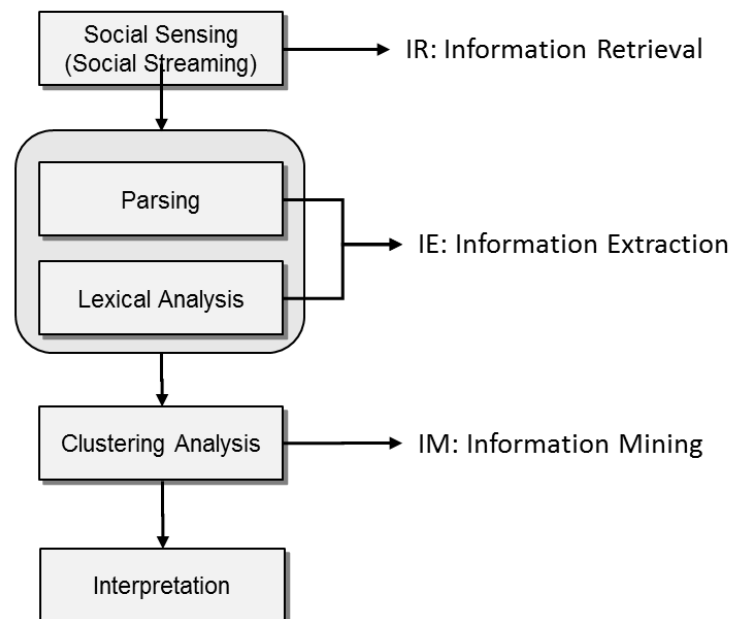 Social Sensing
(Social Streaming)
IR: Information Retrieval
Parsing
IE: Information Extraction
Lexical Analysis
Clustering Analysis
IM: Information Mining
Interpretation